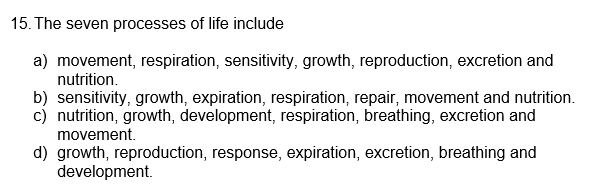 15. The seven processes of life include
a) movement, respiration, sensitivity, growth, reproduction, excretion and
nutrition.
b) sensitivity, growth, expiration, respiration, repair, movement and nutrition.
c) nutrition, growth, development, respiration, breathing, excretion and
movement.
d) growth, reproduction, response, expiration, excretion, breathing and
development.